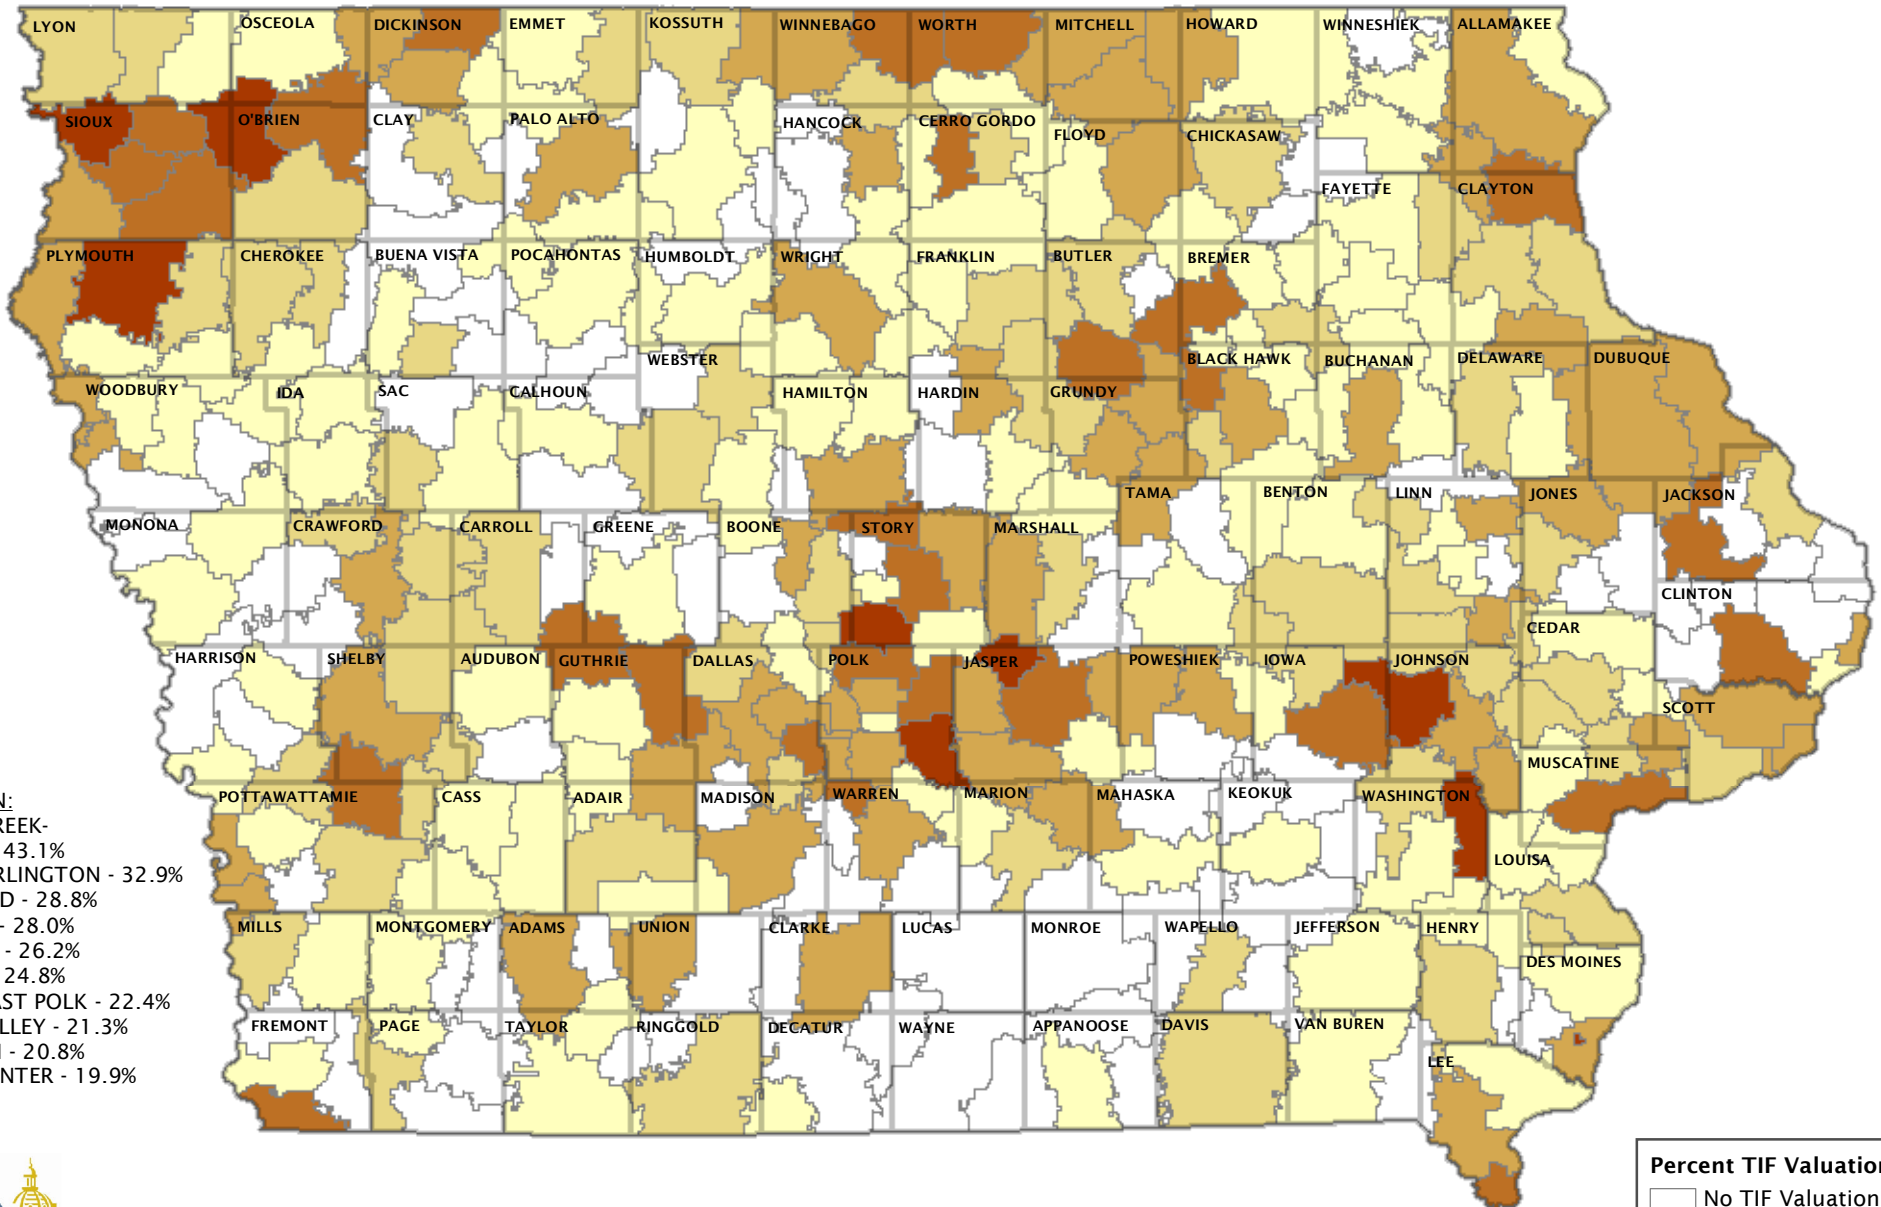 LYON
OSCEOLA
DICKINSON
EMMET
KOSSUTH
WINNEBAGO
WORTH
MITCHELL
HOWARD
WINNESHIEK
ALLAMAKEE
SIOUX
O'BRIEN
CLAY
PALO ALTO
HANCOCK
CERRO GORDO
FLOYD
CHICKASAW
FAYETTE
CLAYTON
PLYMOUTH
CHEROKEE
BUENA VISTA
POCAHONTAS
HUMBOLDT
WRIGHT
FRANKLIN
BUTLER
BREMER
WEBSTER
BLACK HAWK
BUCHANAN
DELAWARE
DUBUQUE
WOODBURY
IDA
SAC
CALHOUN
HAMILTON
HARDIN
GRUNDY
TAMA
BENTON
LINN
JONES
JACKSON
MONONA
CRAWFORD
CARROLL
GREENE
BOONE
STORY
MARSHALL
CLINTON
CEDAR
HARRISON
SHELBY
AUDUBON
GUTHRIE
DALLAS
POLK
JASPER
POWESHIEK
IOWA
JOHNSON
SCOTT
MUSCATINE
POTTAWATTAMIE
CASS
ADAIR
MADISON
WARREN
MARION
MAHASKA
KEOKUK
WASHINGTON
LOUISA
N:
REEK-
43.1%
RLINGTON - 32.9%
D - 28.8%
- 28.0%
- 26.2%
24.8%
AST POLK - 22.4%
LLEY - 21.3%
- 20.8%
NTER - 19.9%
MILLS
MONTGOMERY
ADAMS
UNION
CLARKE
LUCAS
MONROE
WAPELLO
JEFFERSON
HENRY
DES MOINES
FREMONT
PAGE
TAYLOR
RINGGOLD
DECATUR
WAYNE
APPANOOSE
DAVIS
VAN BUREN
LEE
Percent TIF Valuation
No TIF Valuation